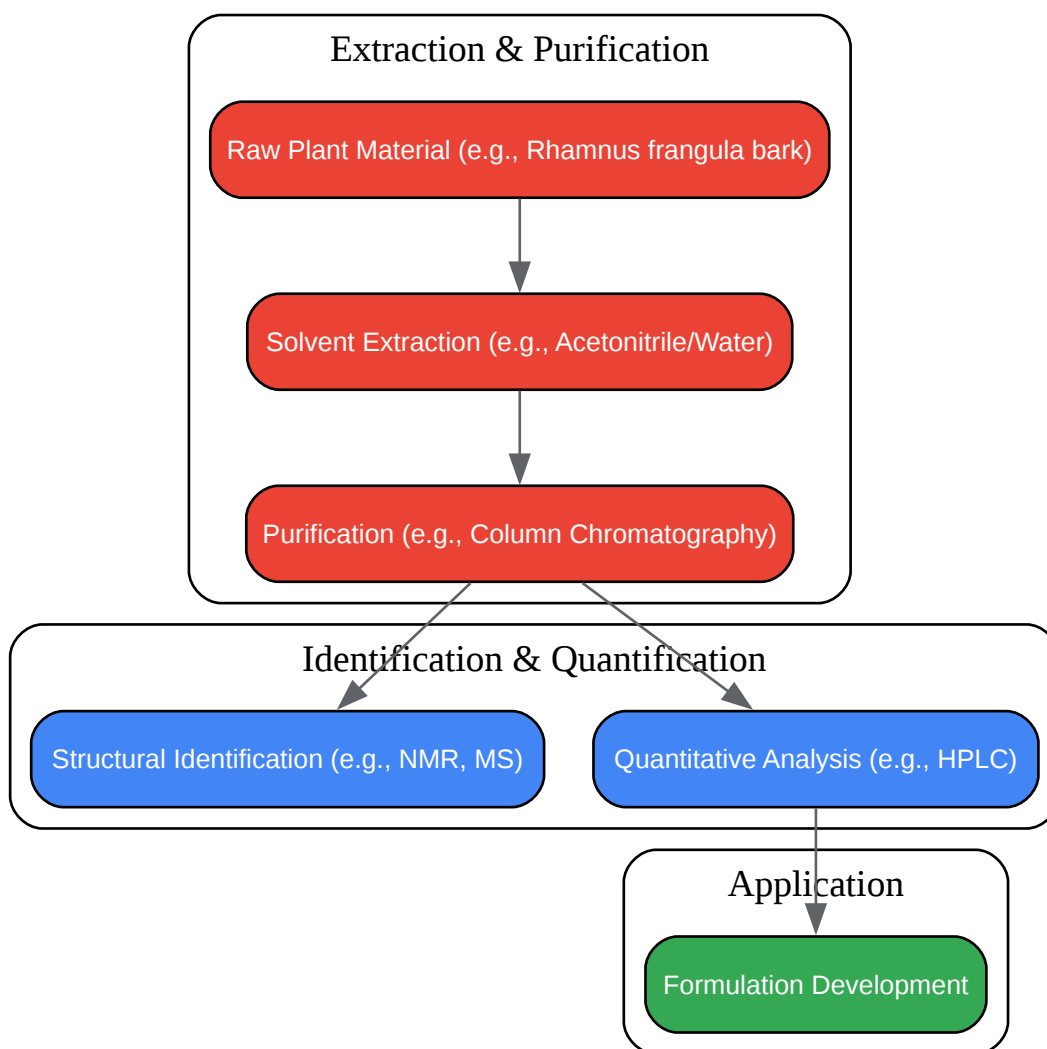 Extraction & Purification
Raw Plant Material (e.g., Rhamnus frangula bark)
Solvent Extraction (e.g., Acetonitrile/Water)
Purification (e.g., Column Chromatography)
Identification & Quantification
Structural Identification (e.g., NMR, MS)
Quantitative Analysis (e.g., HPLC)
Application
Formulation Development